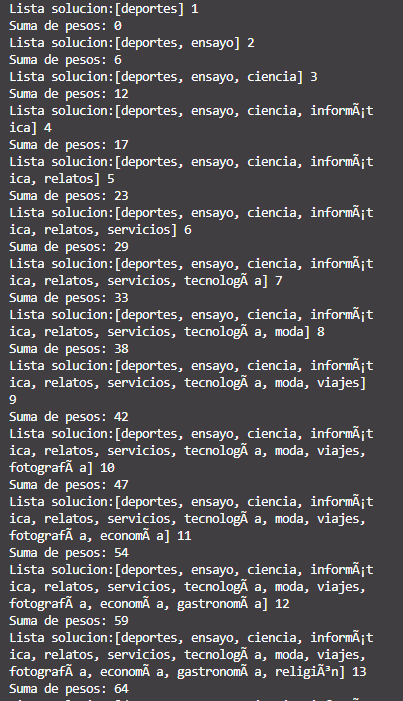 Lista solucion:[deportes] 1
Suma de pesos: 0
Lista solucion:[deportes, ensayo] 2
Suma de pesos: 6
Lista solucion:[deportes, ensayo, ciencia] 3
Suma de pesos: 12
Lista solucion:[deportes, ensayo, ciencia, informÃ¡t
ica] 4
Suma de pesos: 17
Lista solucion:[deportes, ensayo, ciencia, informÃ¡t
ica, relatos] 5
Suma de pesos: 23
Lista solucion:[deportes, ensayo, ciencia, informÃ¡t
ica, relatos, servicios] 6
Suma de pesos: 29
Lista solucion:[deportes, ensayo, ciencia, informÃ¡t
ica, relatos, servicios, tecnologÃ a] 7
Suma de pesos: 33
Lista solucion:[deportes, ensayo, ciencia, informÃ¡t
ica, relatos, servicios, tecnologÃ a, moda] 8
Suma de pesos: 38
Lista solucion:[deportes, ensayo, ciencia, informÃ¡t
ica, relatos, servicios, tecnologÃ a, moda, viajes]
9
Suma de pesos: 42
Lista solucion:[deportes, ensayo, ciencia, informÃ¡t
ica, relatos, servicios, tecnologÃ a, moda, viajes,
fotografÃ a] 10
Suma de pesos: 47
Lista solucion:[deportes, ensayo, ciencia, informÃ¡t
ica, relatos, servicios, tecnologÃ a, moda, viajes,
fotografÃ a, economÃ a] 11
Suma de pesos: 54
Lista solucion:[deportes, ensayo, ciencia, informÃ¡t
ica, relatos, servicios, tecnologÃ a, moda, viajes,
fotografÃ a, economÃ a, gastronomÃ a] 12
Suma de pesos: 59
Lista solucion:[deportes, ensayo, ciencia, informÃ¡t
ica, relatos, servicios, tecnologÃ a, moda, viajes,
fotografÃ a, economÃ a, gastronomÃ a, religiÃ³n] 13
Suma de pesos: 64